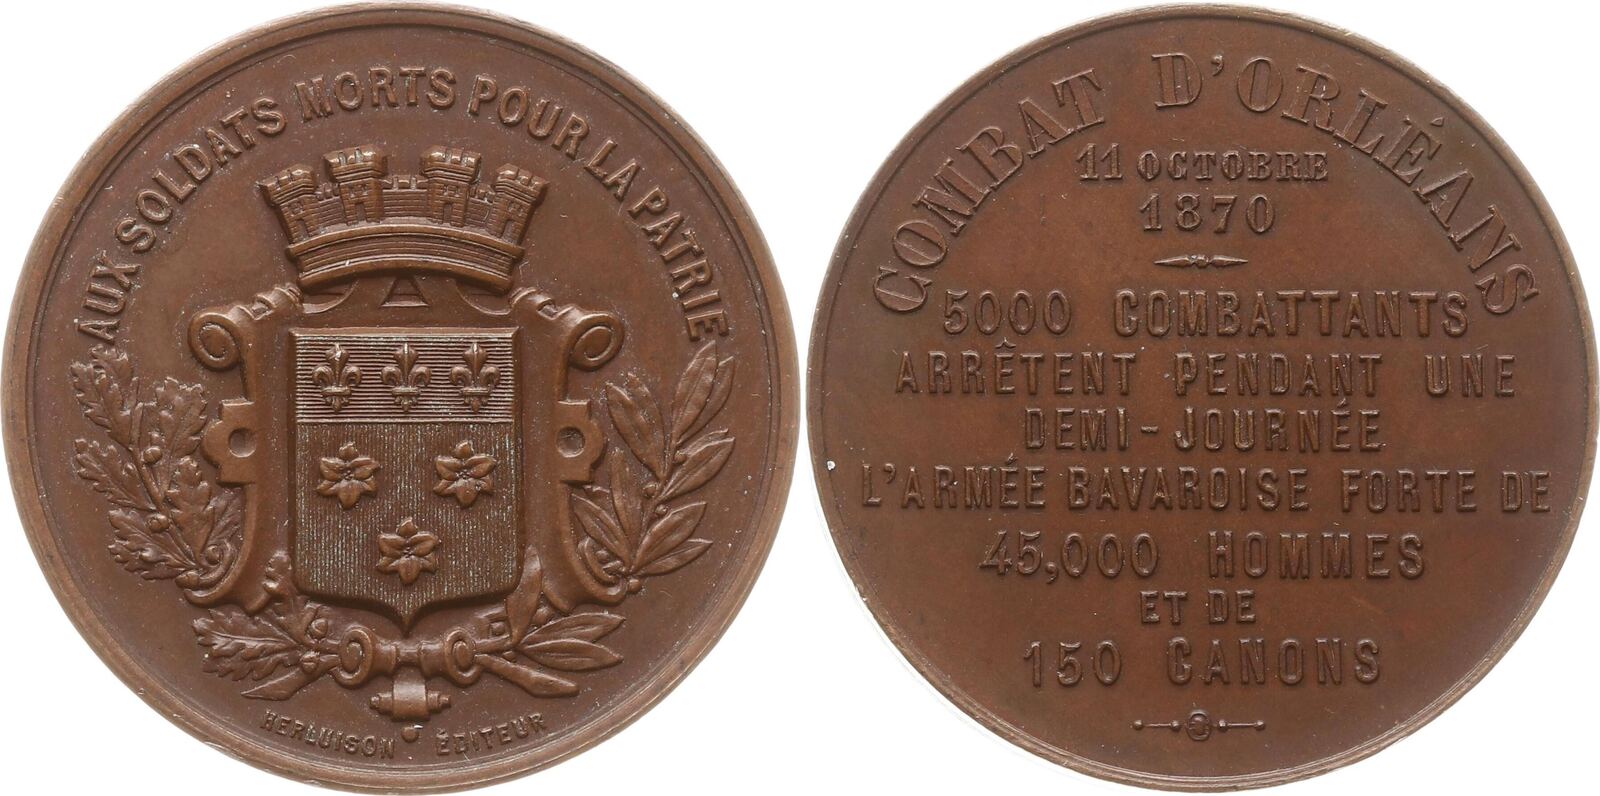 AUX SOLDATS MORTS POUR LA PATRIE
HERLUISON ÉDITEUR
COMBAT D'ORLÉANS
11 OCTOBRE
1870
5000 COMBATTANTS
ARRÊTENT PENDANT UNE
DEMI-JOURNÉE
L'ARMÉE BAVAROISE FORTE DE
45,000 HOMMES
ET DE
150 CANONS